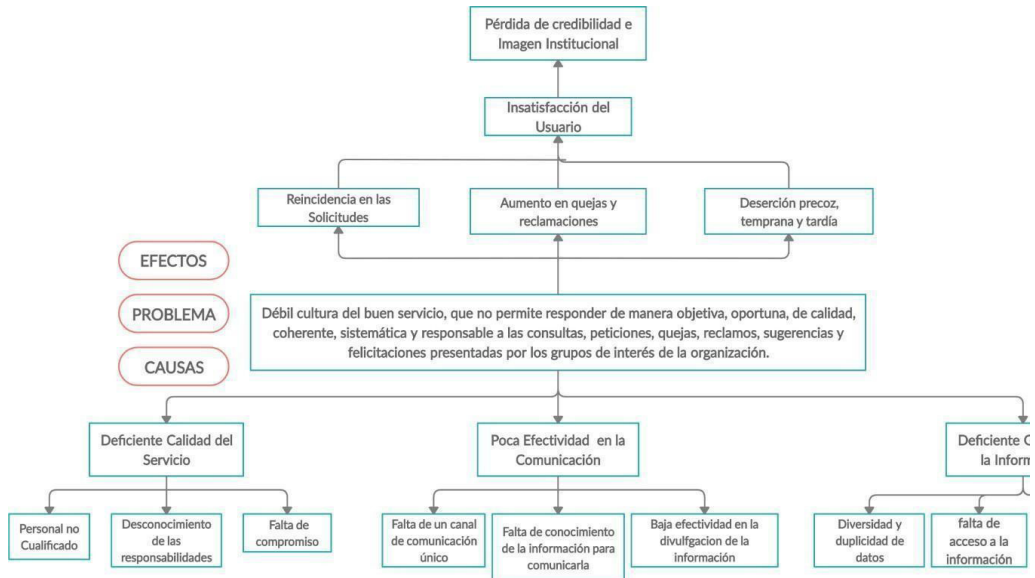 Pérdida de credibilidad e
Imagen Institucional
Insatisfacción del
Usuario
Reincidencia en las
Solicitudes
Aumento en quejas y
reclamaciones
Deserción precoz,
temprana y tardía
EFECTOS
PROBLEMA
CAUSAS
Débil cultura del buen servicio, que no permite responder de manera objetiva, oportuna, de calidad,
coherente, sistemática y responsable a las consultas, peticiones, quejas, reclamos, sugerencias y
felicitaciones presentadas por los grupos de interés de la organización.
Deficiente Calidad del
Servicio
Poca Efectividad en la
Comunicación
Deficiente
la
Personal no
Cualificado
Desconocimiento
de las
responsabilidades
Falta de
compromiso
Falta de un canal
de comunicación
único
Falta de conocimiento
de la información para
comunicarla
Baja efectividad en la
divulfgacion de la
información
Diversidad y
duplicidad de
datos
falta de
acceso a la
información